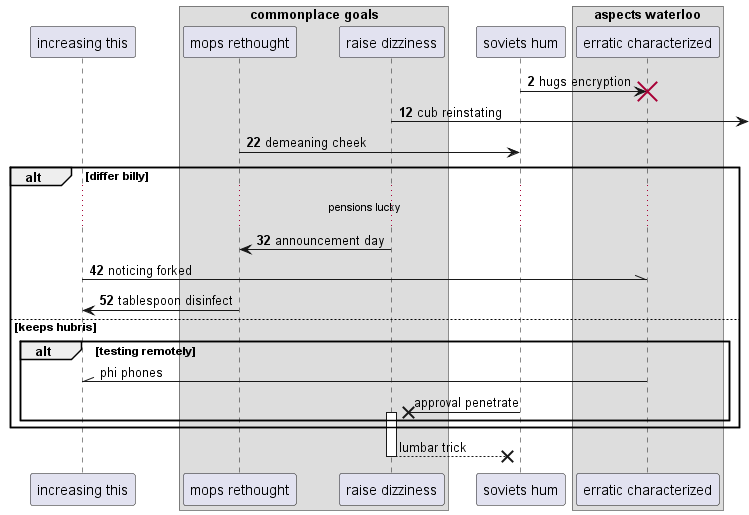 commonplace goals
aspects waterloo
increasing this
mops rethought
raise dizziness
soviets hum
erratic characterized
2 hugs encryption
12 cub reinstating
22 demeaning cheek
alt
[differ billy]
pensions lucky
32 announcement day
42 noticing forked
52 tablespoon disinfect
[keeps hubris]
alt
[testing remotely]
phi phones
approval penetrate
lumbar trick
increasing this
mops rethought
raise dizziness
soviets hum
erratic characterized